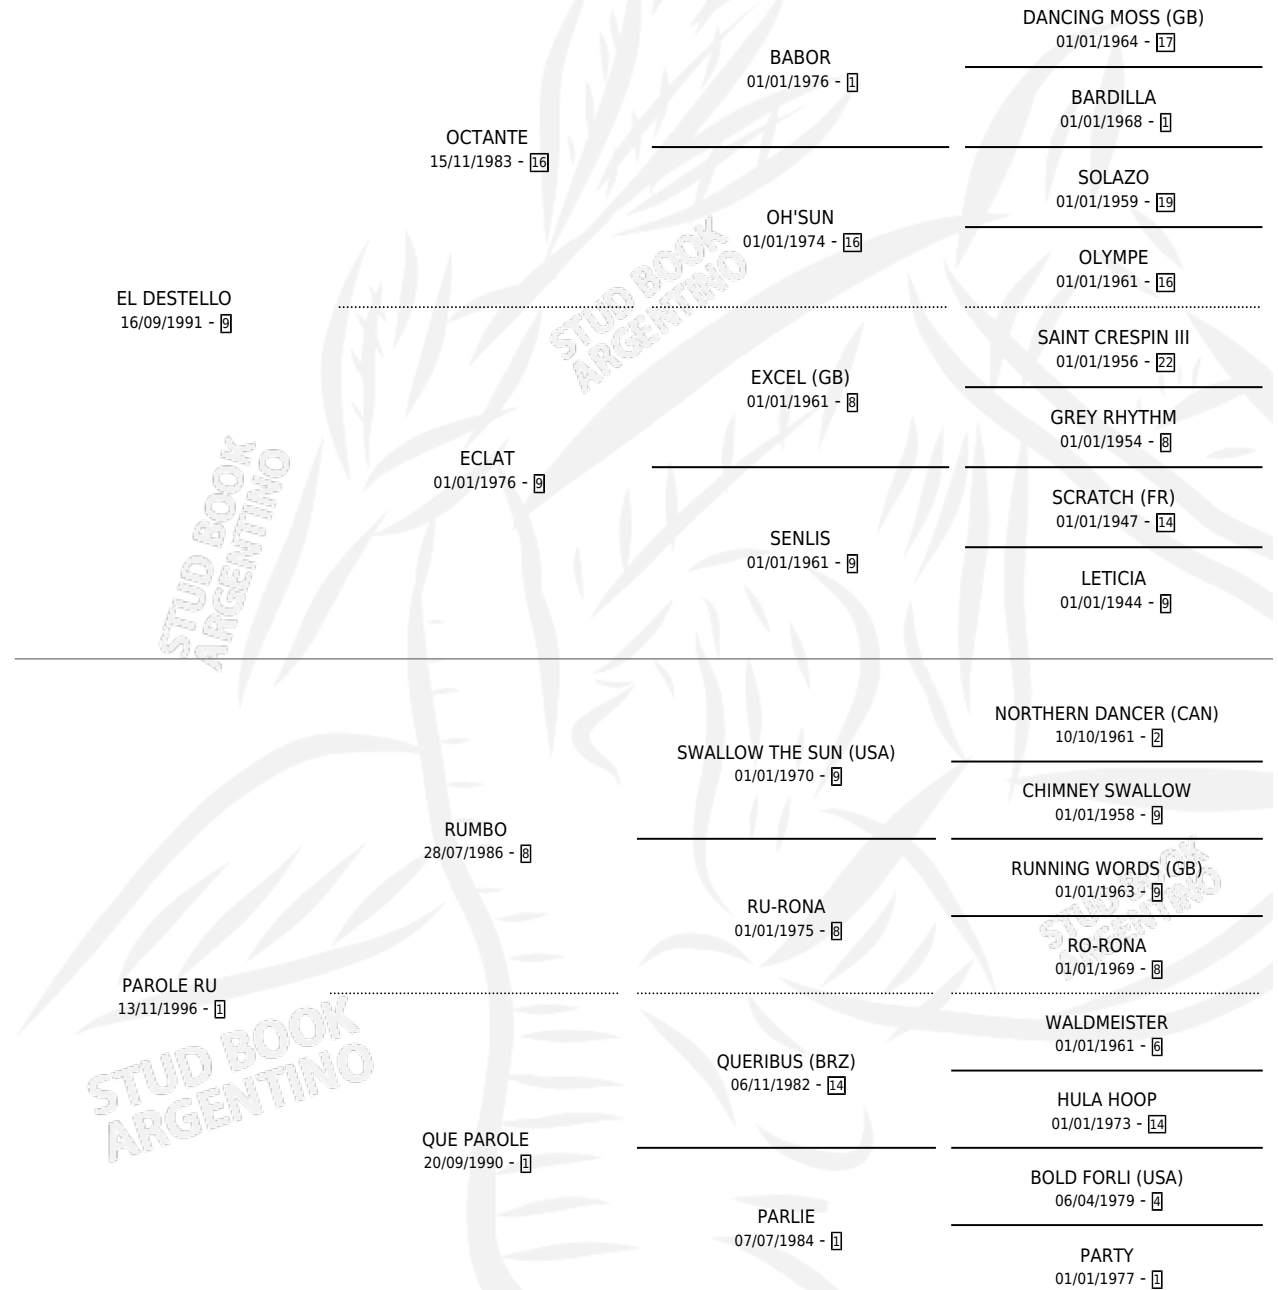 DANCING MOSS (GB)
01/01/1964 - 17
BABOR
01/01/1976 - 1
BARDILLA
01/01/1968 - 1
OCTANTE
15/11/1983 - 16
SOLAZO
01/01/1959 - 19
OH'SUN
01/01/1974 - 16
OLYMPE
01/01/1961 - 16
EL DESTELLO
16/09/1991 - 9
SAINT CRESPIN III
01/01/1956 - 22
EXCEL (GB)
01/01/1961 - 8
GREY RHYTHM
01/01/1954 - 8
ECLAT
01/01/1976 - 9
SCRATCH (FR)
01/01/1947 - 14
SENLIS
01/01/1961 - 9
LETICIA
01/01/1944 - 9
STUD BOOK
ARGENTINO
STUD BOOK
ARGENTINO
NORTHERN DANCER (CAN)
10/10/1961 - 2
SWALLOW THE SUN (USA)
01/01/1970 - 9
CHIMNEY SWALLOW
01/01/1958 - 9
RUMBO
28/07/1986 - 8
RUNNING WORDS (GB)
01/01/1963 - 9
RU-RONA
01/01/1975 - 8
RO-RONA
01/01/1969 - 8
PAROLE RU
13/11/1996 - 1
WALDMEISTER
01/01/1961 - 6
QUERIBUS (BRZ)
06/11/1982 - 14
HULA HOOP
01/01/1973 - 14
QUE PAROLE
20/09/1990 - 1
BOLD FORLI (USA)
06/04/1979 - 4
PARLIE
07/07/1984 - 1
PARTY
01/01/1977 - 1
STUD BOOK
ARGENTINO
STUD BOOK
ARGENTINO